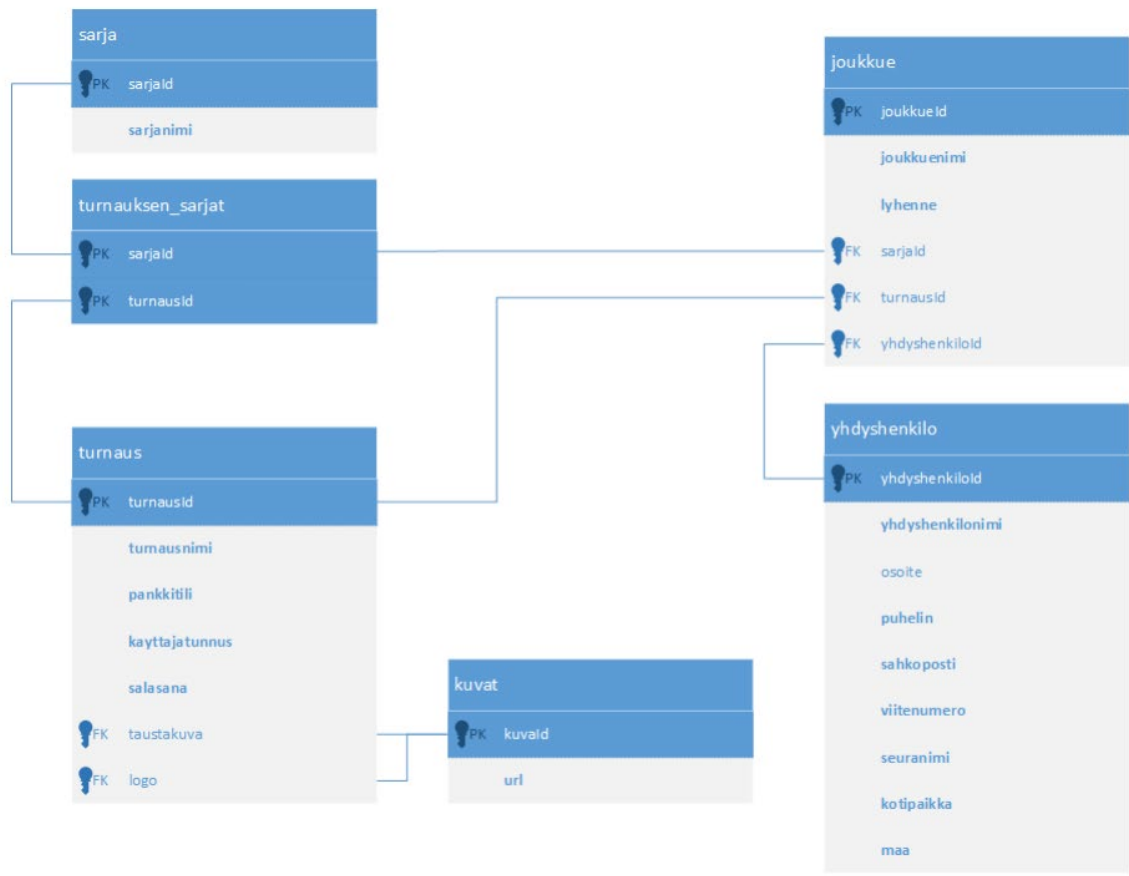 sarja
PK sarjaId
sarjanimi
turnauksen_sarjat
PK sarjaId
PK turnausId
turnaus
PK turnausId
turnausnimi
pankkitili
kayttajatunnus
salasana
FK taustakuva
FK logo
kuvat
PK kuvaId
url
joukkue
PK joukkueId
joukkuenimi
lyhenne
FK sarjaId
FK turnausId
FK yhdyshenkiloId
yhdyshenkilo
PK yhdyshenkiloId
yhdyshenkilonimi
osoite
puhelin
sahkoposti
viitenumero
seuranimi
kotipaikka
maa